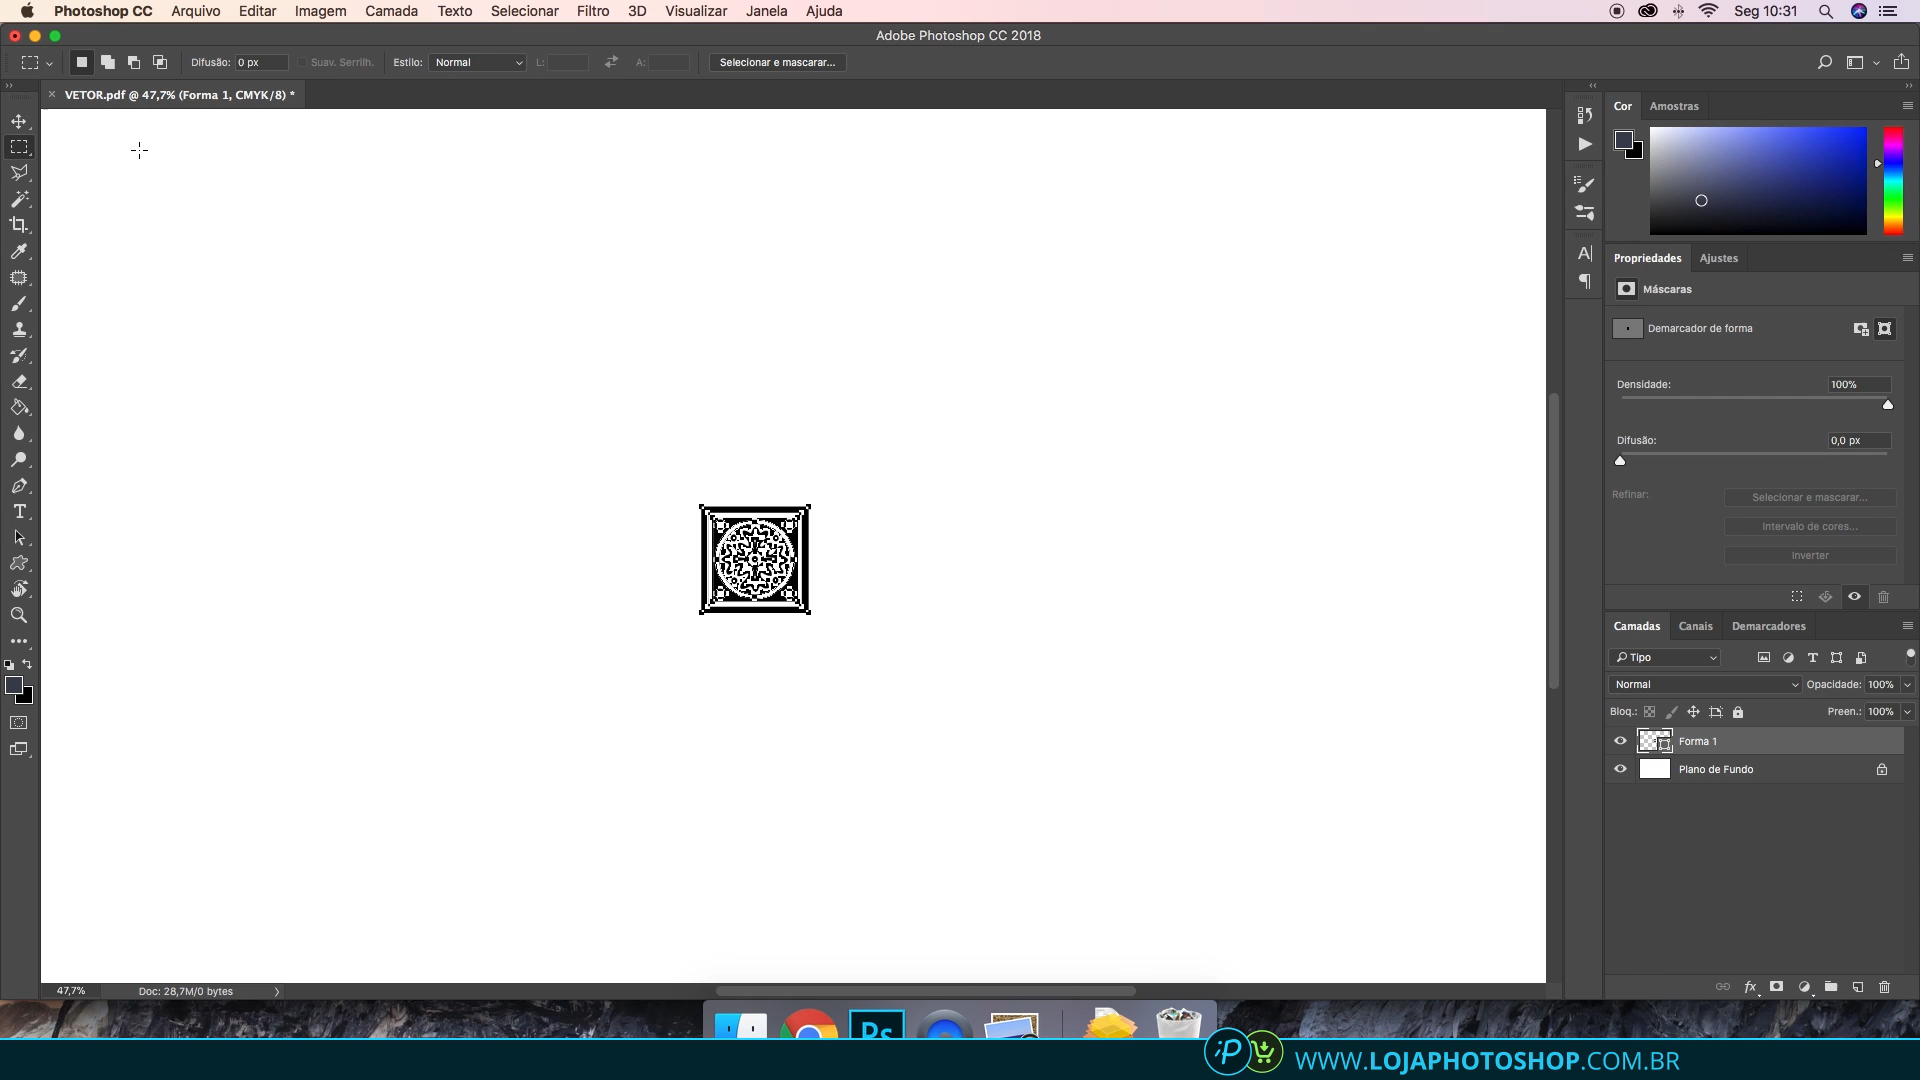 Photoshop CC Arquivo Editar Imagem Camada Texto Selecionar Filtro 3D Visualizar Janela Ajuda Seg 10:31
Adobe Photoshop CC 2018
Difusão: 0 px Suav. Serrilh. Estilo: Normal L: A: Selecionar e mascarar...
VETOR.pdf @ 47,7% (Forma 1, CMYK/8) *
Cor Amostras
Propriedades Ajustes
Máscaras
Demarcador de forma
Densidade: 100%
Difusão: 0,0 px
Refinar: Selecionar e mascarar...
Intervalo de cores...
Inverter
Camadas Canais Demarcadores
Tipo
Normal Opacidade: 100%
Bloq.: Preen.: 100%
Forma 1
Plano de Fundo
47,7% Doc: 28,7M/0 bytes
Ps
iP WWW.LOJAPHOTOSHOP.COM.BR